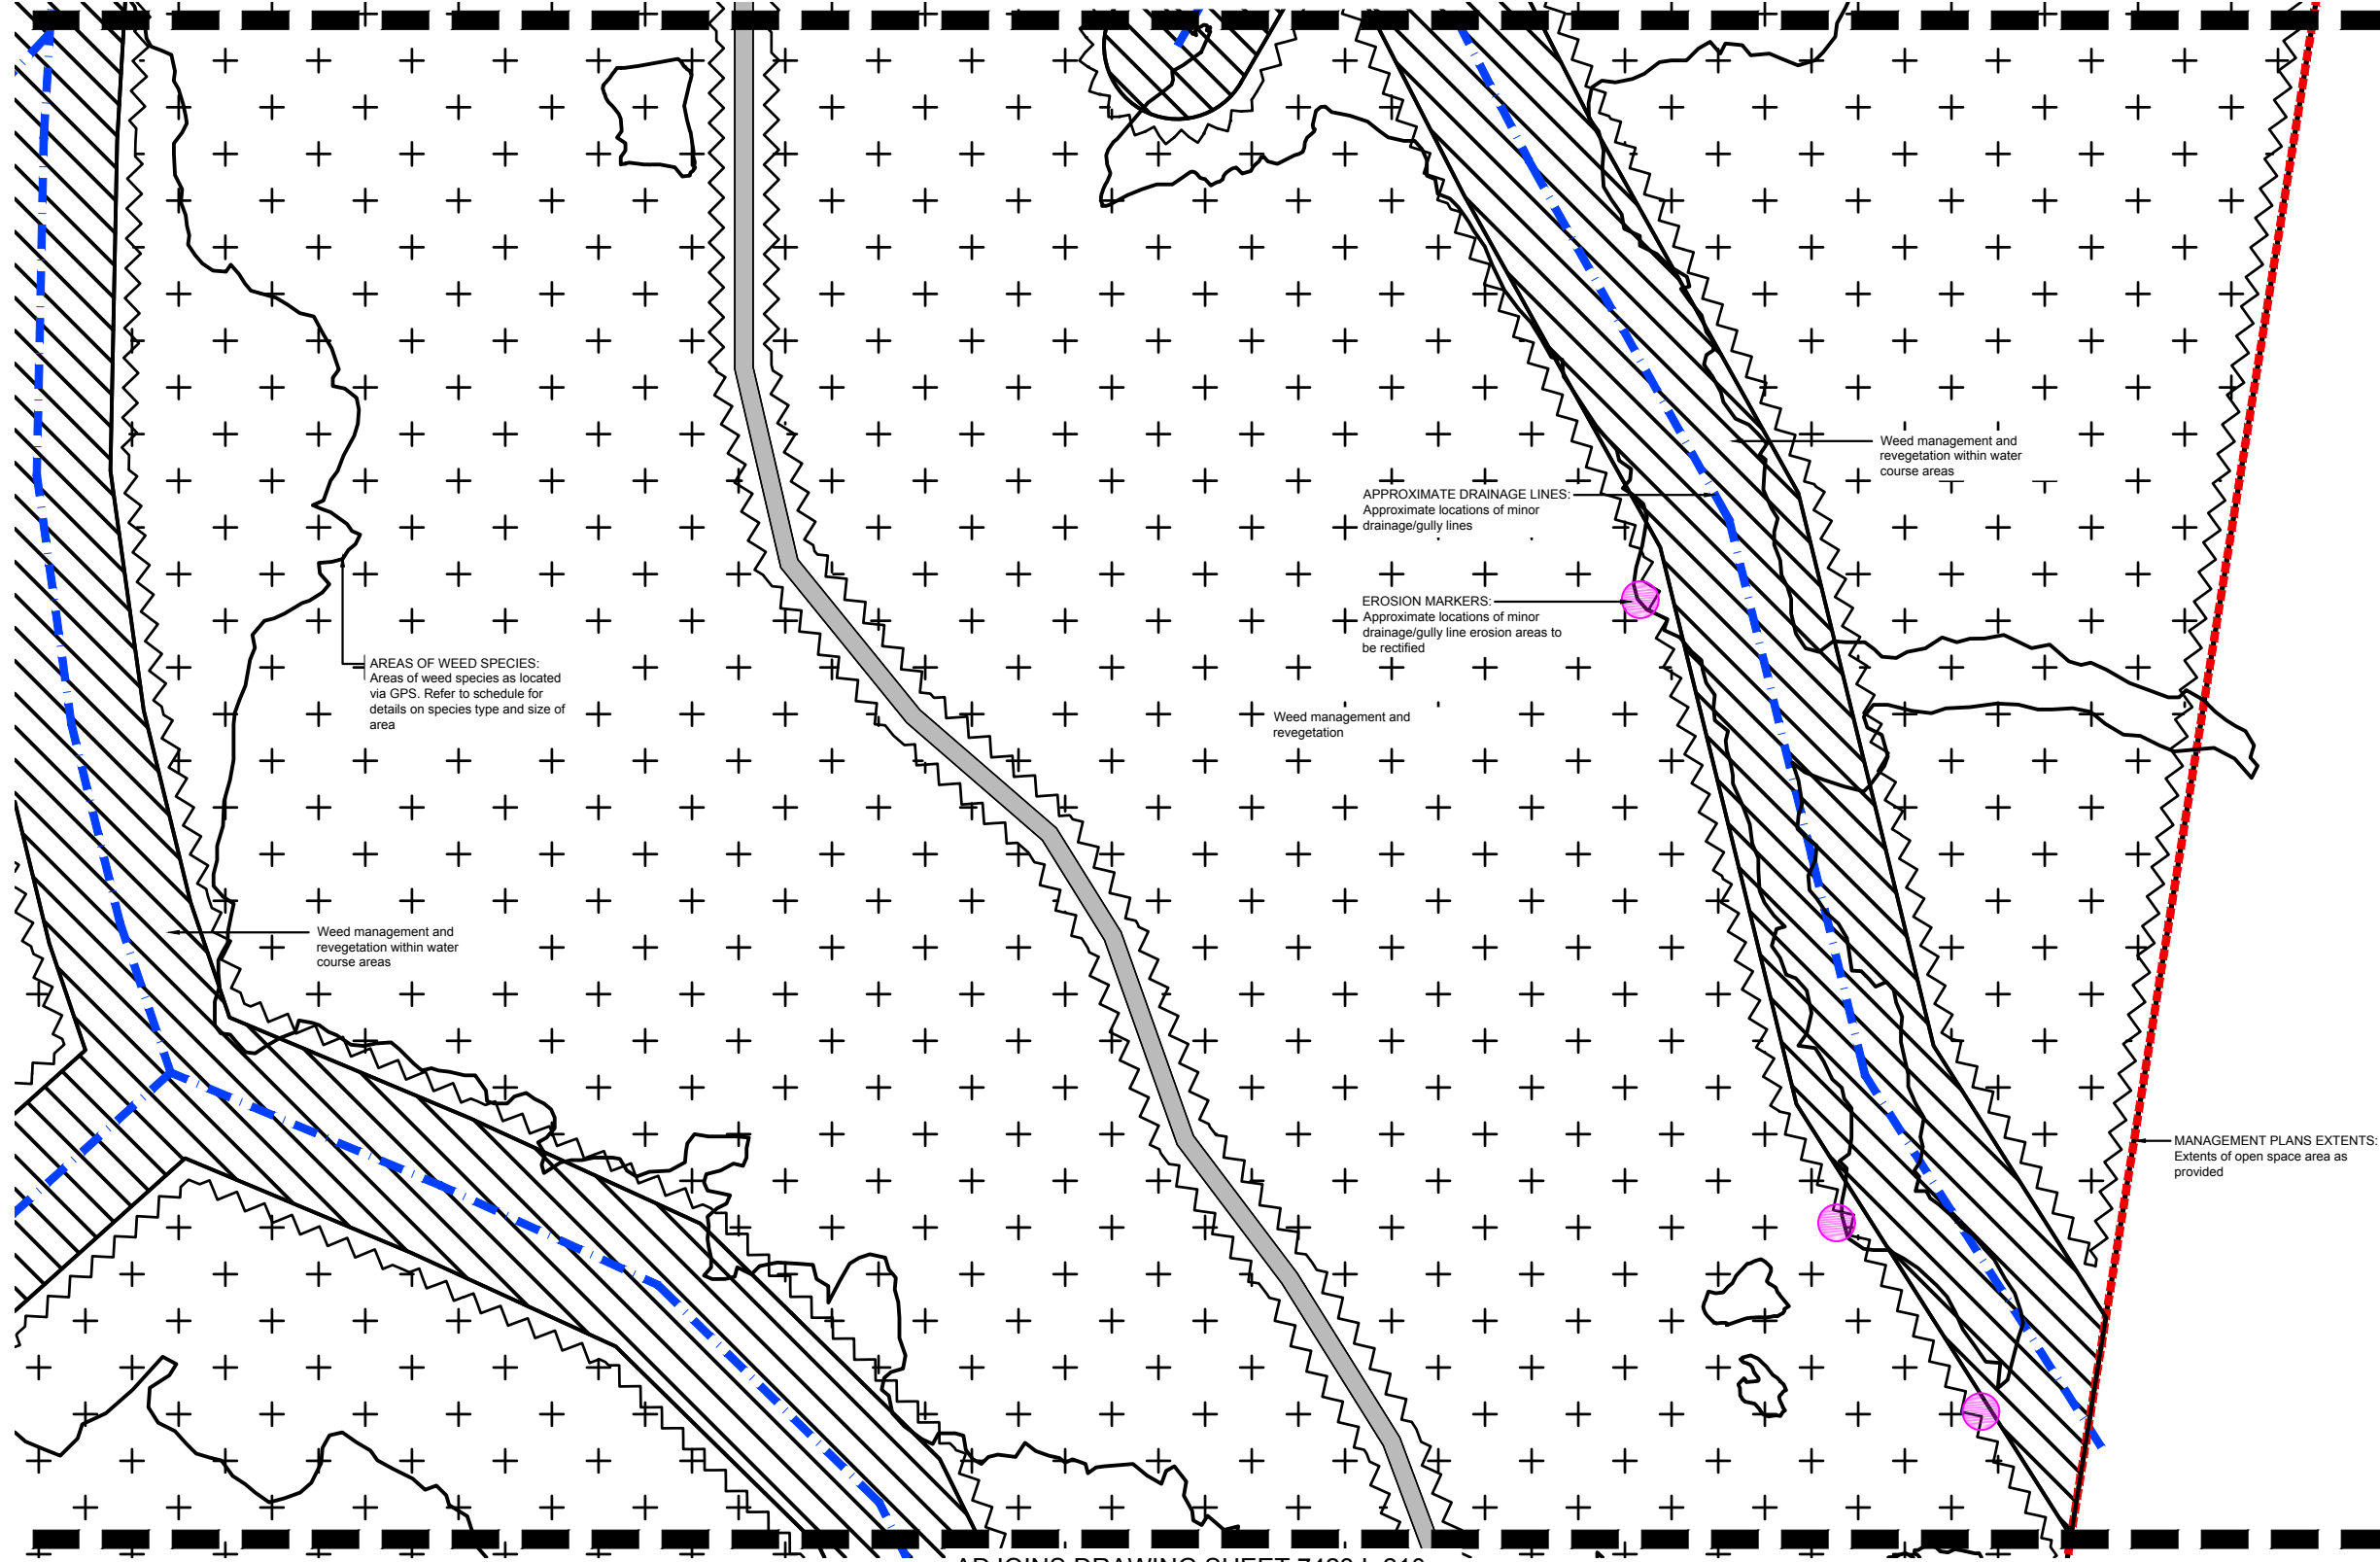 Weed management and
revegetation within water
course areas
APPROXIMATE DRAINAGE LINES:
Approximate locations of minor
drainage/gully lines
EROSION MARKERS:
Approximate locations of minor
drainage/gully line erosion areas to
be rectified
AREAS OF WEED SPECIES:
Areas of weed species as located
via GPS. Refer to schedule for
details on species type and size of
area
Weed management and
revegetation
Weed management and
revegetation within water
course areas
MANAGEMENT PLANS EXTENTS:
Extents of open space area as
provided
ADJOINS DRAWING SHEET